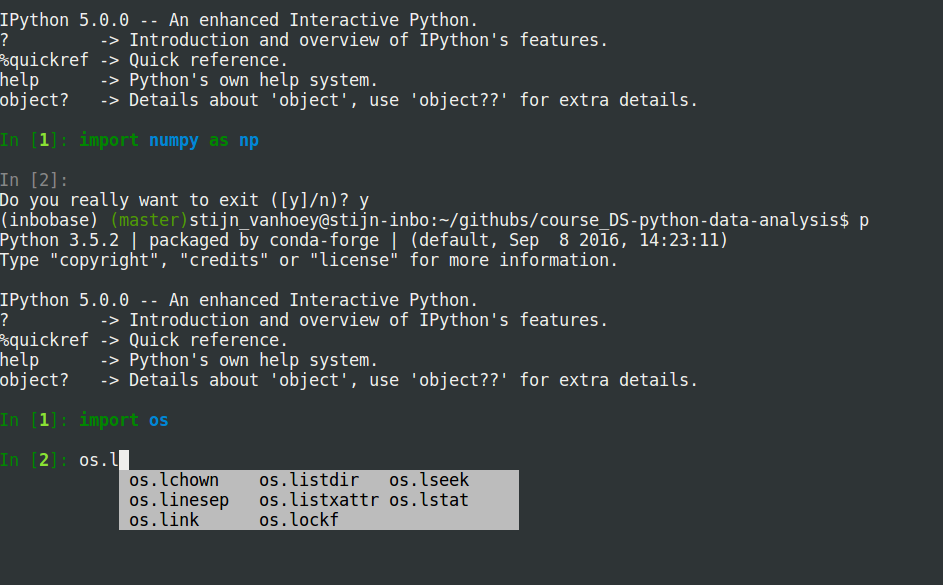 IPython 5.0.0 -- An enhanced Interactive Python.
?         -> Introduction and overview of IPython's features.
%quickref -> Quick reference.
help      -> Python's own help system.
object?   -> Details about 'object', use 'object??' for extra details.
In [1]: import numpy as np
In [2]:
Do you really want to exit ([y]/n)? y
(inbobase) (master)stijn_vanhoey@stijn-inbo:~/githubs/course_DS-python-data-analysis$ p
Python 3.5.2 | packaged by conda-forge | (default, Sep  8 2016, 14:23:11)
Type "copyright", "credits" or "license" for more information.
IPython 5.0.0 -- An enhanced Interactive Python.
?         -> Introduction and overview of IPython's features.
%quickref -> Quick reference.
help      -> Python's own help system.
object?   -> Details about 'object', use 'object??' for extra details.
In [1]: import os
In [2]: os.l
os.lchown    os.listdir   os.lseek
os.linesep   os.listxattr os.lstat
os.link      os.lockf